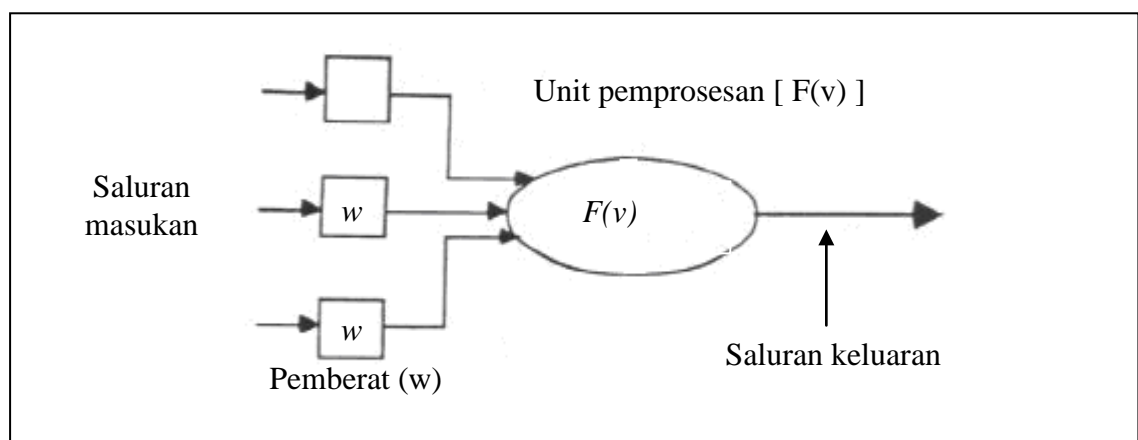 Unit pemprosesan [ F(v) ]
Saluran
masukan
w
F(v)
w
Saluran keluaran
Pemberat (w)